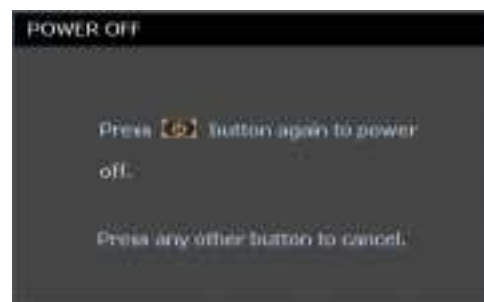 POWER OFF
Press [⏻] button again to power
off.
Press any other button to cancel.